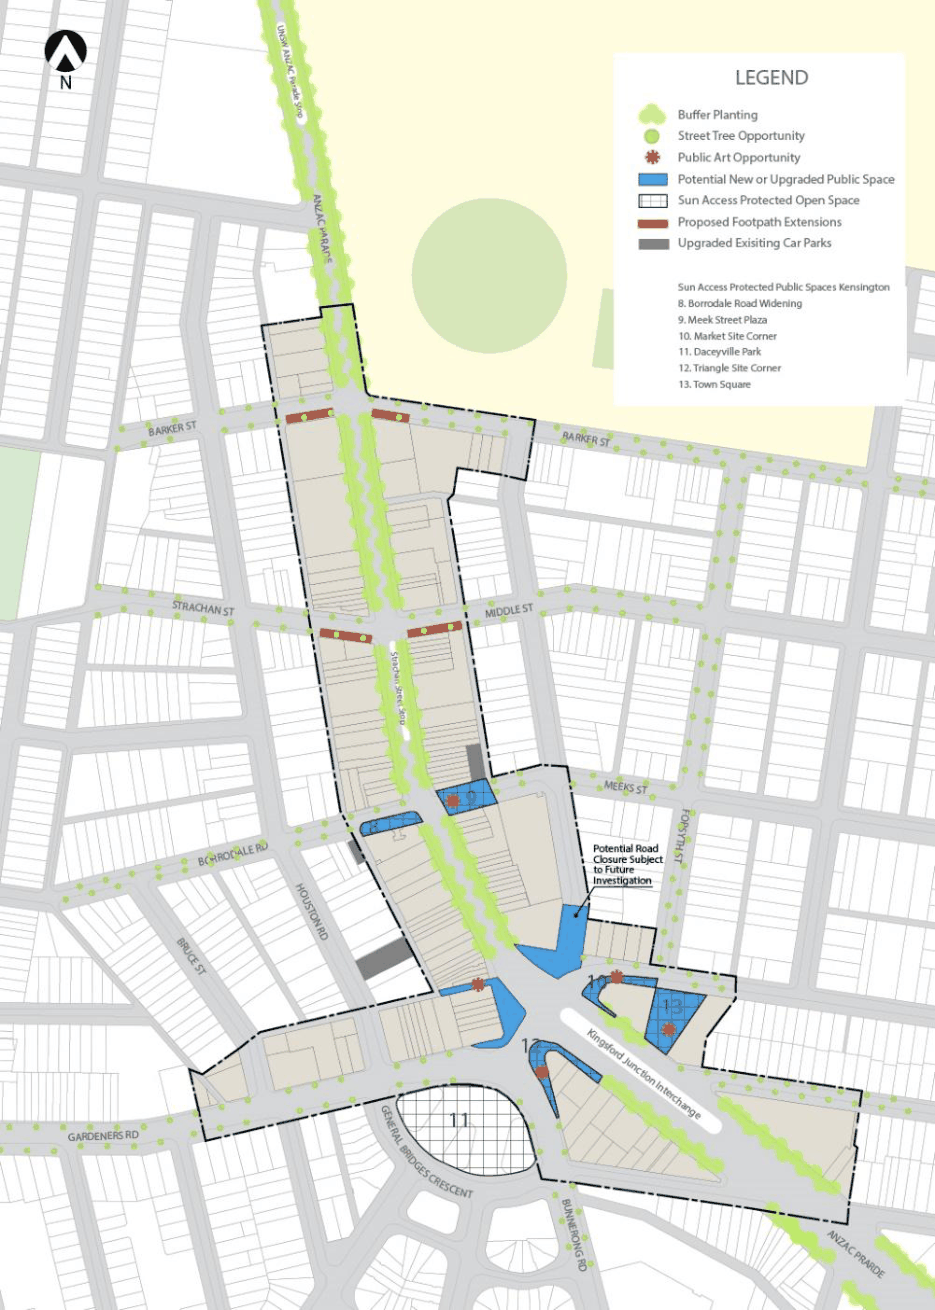 UNSW ANZAC Parade Stop
N
LEGEND
Buffer Planting
Street Tree Opportunity
Public Art Opportunity
Potential New or Upgraded Public Space
Sun Access Protected Open Space
Proposed Footpath Extensions
Upgraded Exisiting Car Parks
Sun Access Protected Public Spaces Kensington
8. Borrodale Road Widening
9. Meek Street Plaza
10. Market Site Corner
11. Daceyville Park
12. Triangle Site Corner
13. Town Square
ANZAC PARADE
BARKER ST
BARKER ST
STRACHAN ST
MIDDLE ST
Strachan Street Stop
MEEKS ST
9
8
FORSYTH ST
BORRODALE RD
Potential Road
Closure Subject
to Future
Investigation
HOUSTON RD
BRUCE ST
10
13
12
Kingsford Junction Interchange
11
GARDENERS RD
GENERAL BRIDGES CRESCENT
BUNNERONG RD
ANZAC PRARDE